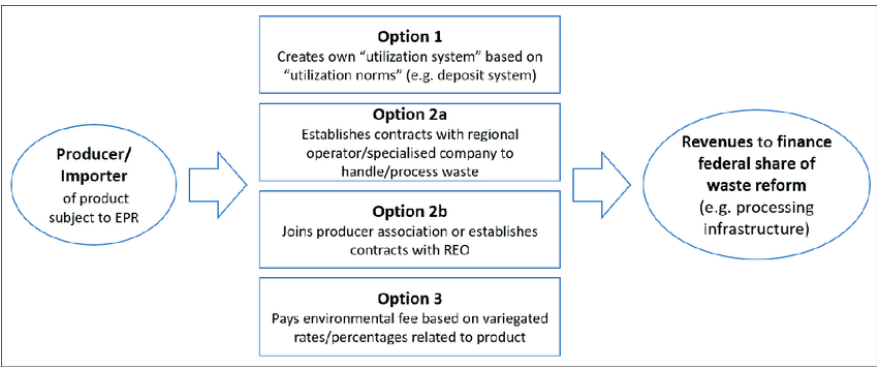 Producer/
Importer
of product
subject to EPR
Option 1
Creates own “utilization system” based on
“utilization norms” (e.g. deposit system)
Option 2a
Establishes contracts with regional
operator/specialised company to
handle/process waste
Option 2b
Joins producer association or establishes
contracts with REO
Option 3
Pays environmental fee based on variegated
rates/percentages related to product
Revenues to finance
federal share of
waste reform
(e.g. processing
infrastructure)